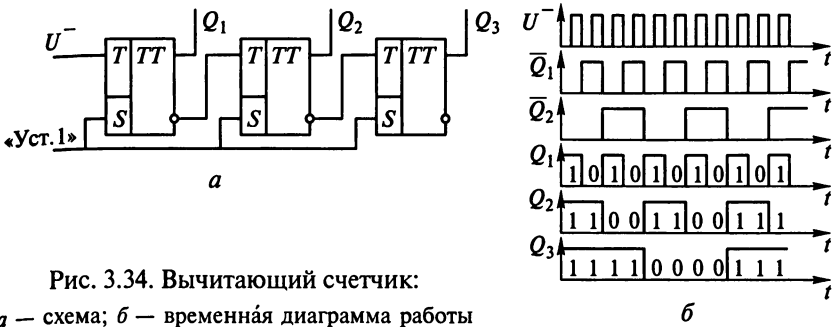 U⁻
Q₁
Q₂
Q₃
T TT
T TT
T TT
S
S
S
«Уст.1»
а
U⁻
t
Q̅₁
t
Q̅₂
t
Q₁
1 0 1 0 1 0 1 0 1 0 1
t
Q₂
1 1 0 0 1 1 0 0 1 1 1
t
Q₃
1 1 1 1 0 0 0 0 1 1 1
t
б
Рис. 3.34. Вычитающий счетчик:
а — схема; б — временна́я диаграмма работы